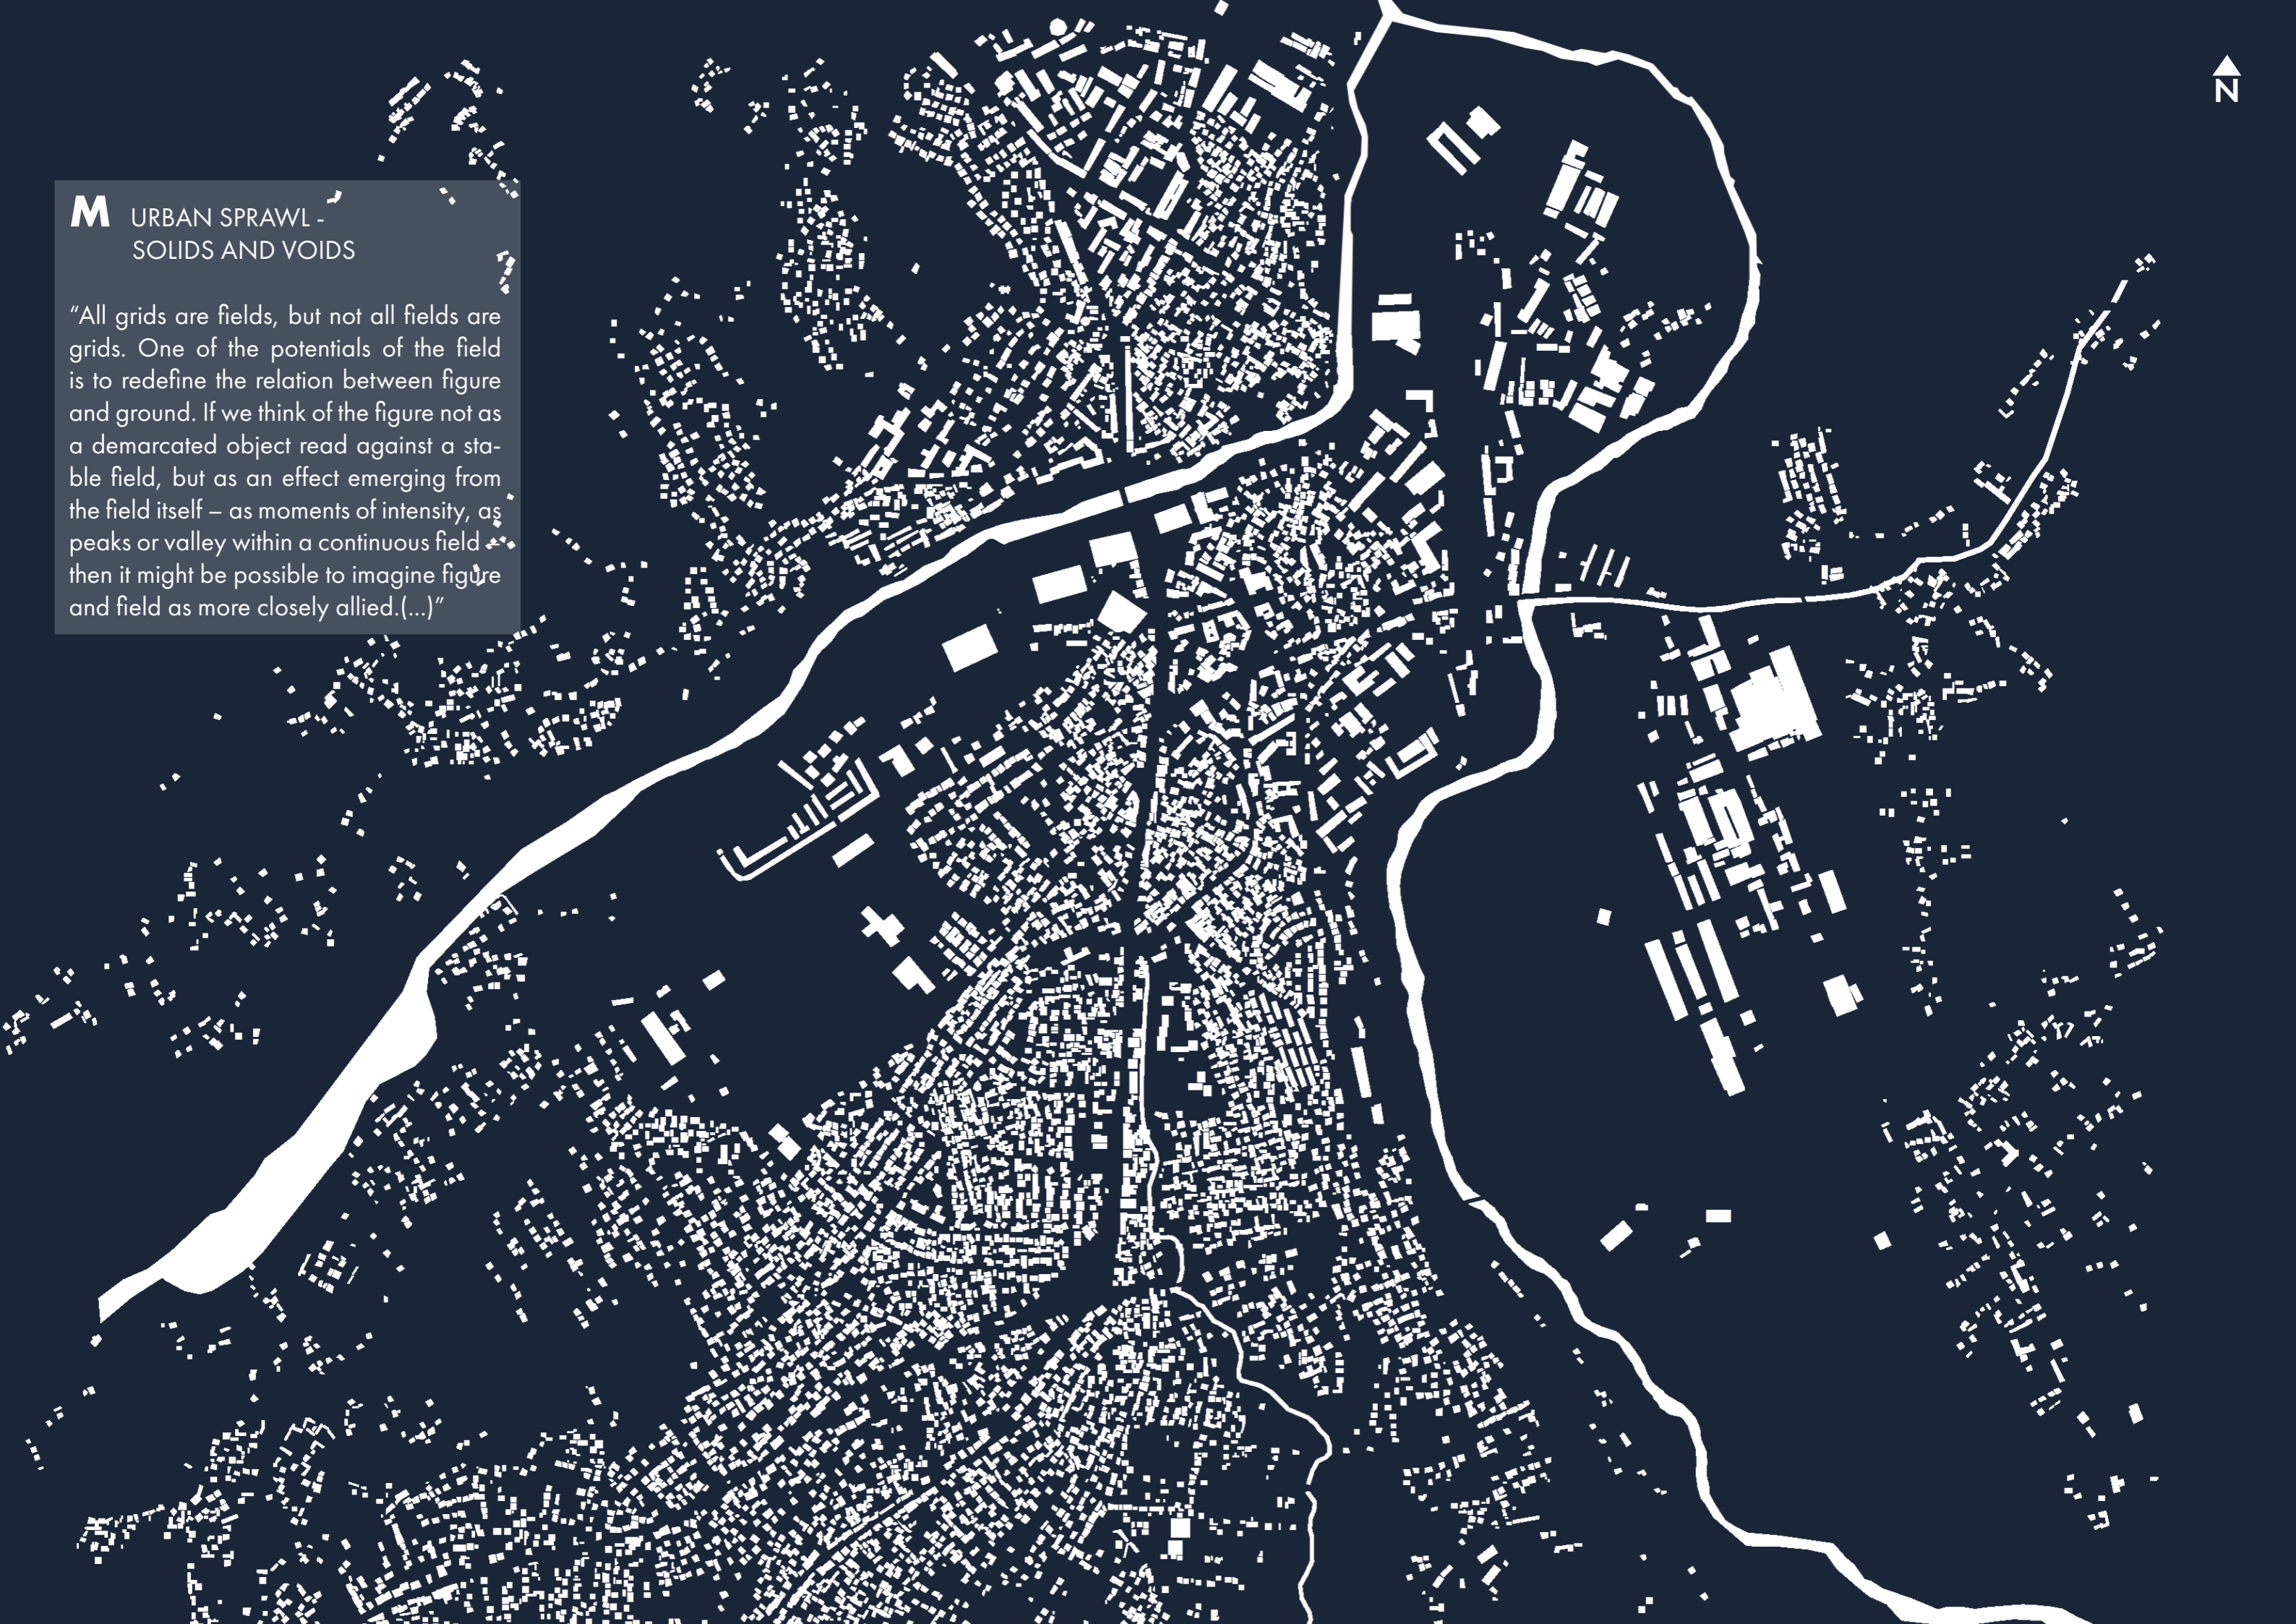 M URBAN SPRAWL -
SOLIDS AND VOIDS
“All grids are fields, but not all fields are
grids. One of the potentials of the field
is to redefine the relation between figure
and ground. If we think of the figure not as
a demarcated object read against a sta-
ble field, but as an effect emerging from
the field itself – as moments of intensity, as
peaks or valley within a continuous field –
then it might be possible to imagine figure
and field as more closely allied.(...)”
N